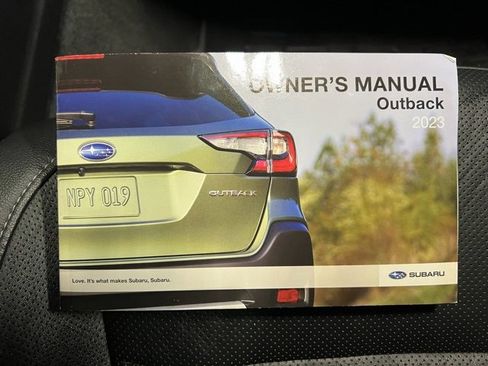 OWNER'S MANUAL
Outback
2023
OUTBACK
NPY 019
Love. It's what makes Subaru, Subaru.
SUBARU